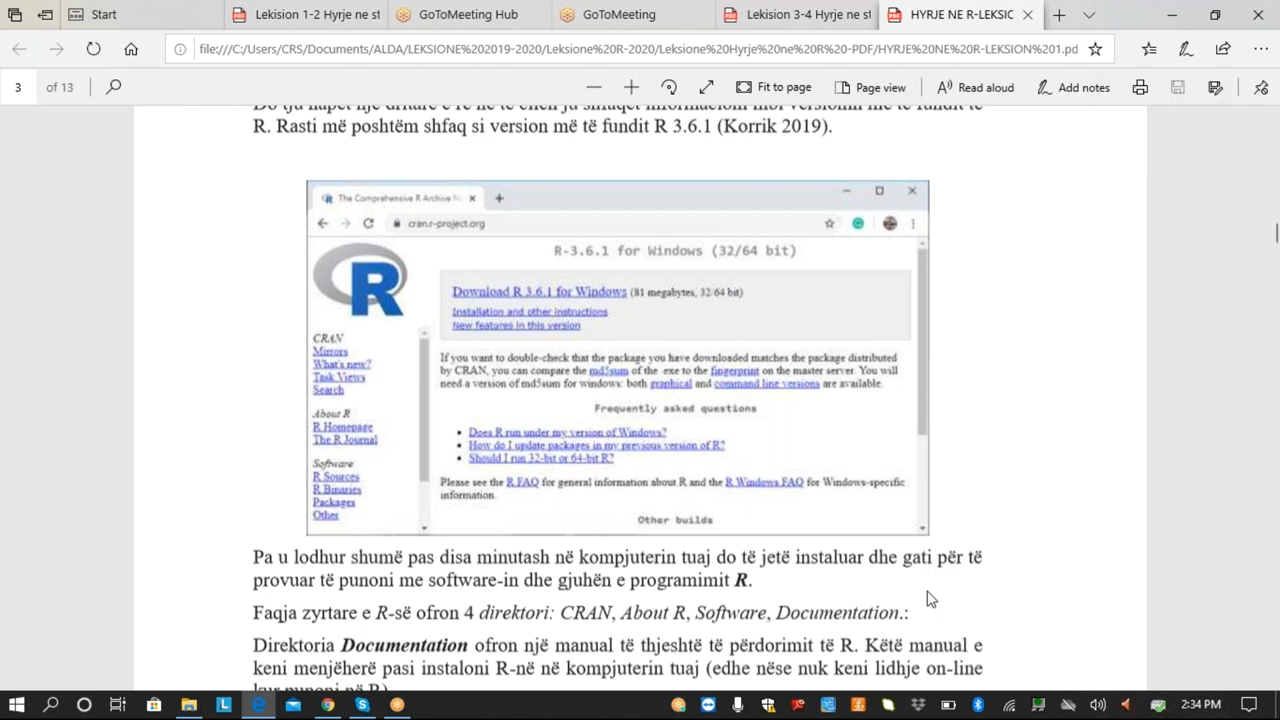 Start
Lekision 1-2 Hyrje ne st
GoToMeeting Hub
GoToMeeting
Lekision 3-4 Hyrje ne st
HYRJE NE R-LEKSIC
file:///C:/Users/CRS/Documents/ALDA/LEKSIONE%202019-2020/Leksione%20R-2020/Leksione%20Hyrje%20ne%20R%20-PDF/HYRJE%20NE%20R-LEKSION%201.pd
3 of 13
Fit to page
Page view
Read aloud
Add notes
R. Rasti më poshtëm shfaq si version më të fundit R 3.6.1 (Korrik 2019).
The Comprehensive R Archive N
cran.r-project.org
R-3.6.1 for Windows (32/64 bit)
Download R 3.6.1 for Windows (81 megabytes, 32/64 bit)
Installation and other instructions
New features in this version
CRAN
Mirrors
What's new?
Task Views
Search
About R
R Homepage
The R Journal
Software
R Sources
R Binaries
Packages
Other
If you want to double-check that the package you have downloaded matches the package distributed
by CRAN, you can compare the md5sum of the .exe to the fingerprint on the master server. You will
need a version of md5sum for windows: both graphical and command line versions are available.
Frequently asked questions
Does R run under my version of Windows?
How do I update packages in my previous version of R?
Should I run 32-bit or 64-bit R?
Please see the R FAQ for general information about R and the R Windows FAQ for Windows-specific
information.
Other builds
Pa u lodhur shumë pas disa minutash në kompjuterin tuaj do të jetë instaluar dhe gati për të
provuar të punoni me software-in dhe gjuhën e programimit R.
Faqja zyrtare e R-së ofron 4 direktori: CRAN, About R, Software, Documentation.:
Direktoria Documentation ofron një manual të thjeshtë të përdorimit të R. Këtë manual e
keni menjëherë pasi instaloni R-në në kompjuterin tuaj (edhe nëse nuk keni lidhje on-line
2:34 PM